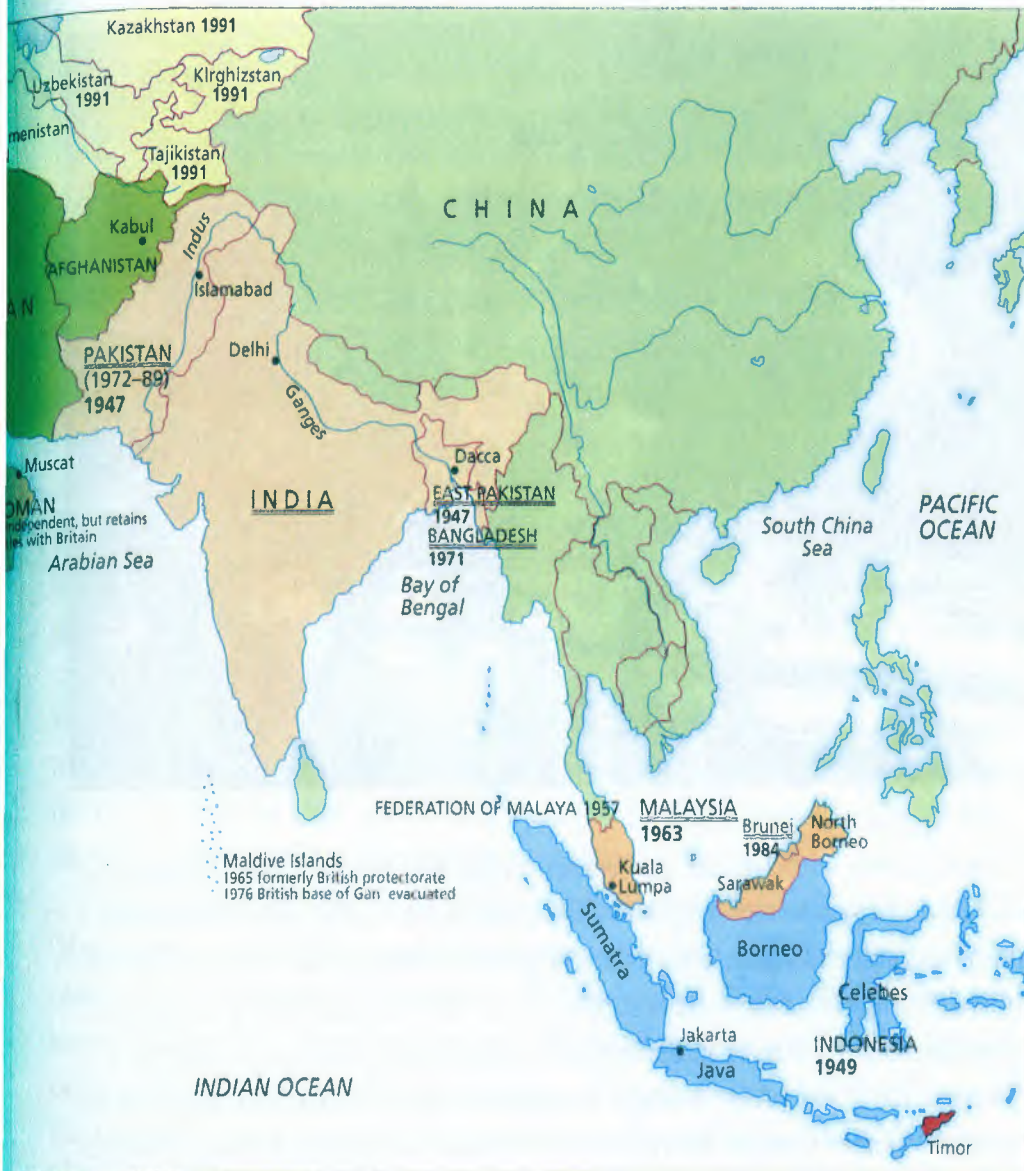 Kazakhstan 1991
Uzbekistan
1991
Kirghizstan
1991
menistan
Tajikistan
1991
CHINA
Kabul
Indus
AFGHANISTAN
Islamabad
AN
PAKISTAN
(1972–89)
1947
Delhi
Ganges
Muscat
Dacca
OMAN
ndependent, but retains
es with Britain
INDIA
EAST PAKISTAN
1947
BANGLADESH
1971
Arabian Sea
Bay of
Bengal
South China
Sea
PACIFIC
OCEAN
FEDERATION OF MALAYA 1957
MALAYSIA
1963
Brunei
1984
North
Borneo
Maldive Islands
1965 formerly British protectorate
1976 British base of Gan evacuated
Kuala
Lumpa
Sarawak
Sumatra
Borneo
Celebes
Jakarta
Java
INDONESIA
1949
INDIAN OCEAN
Timor